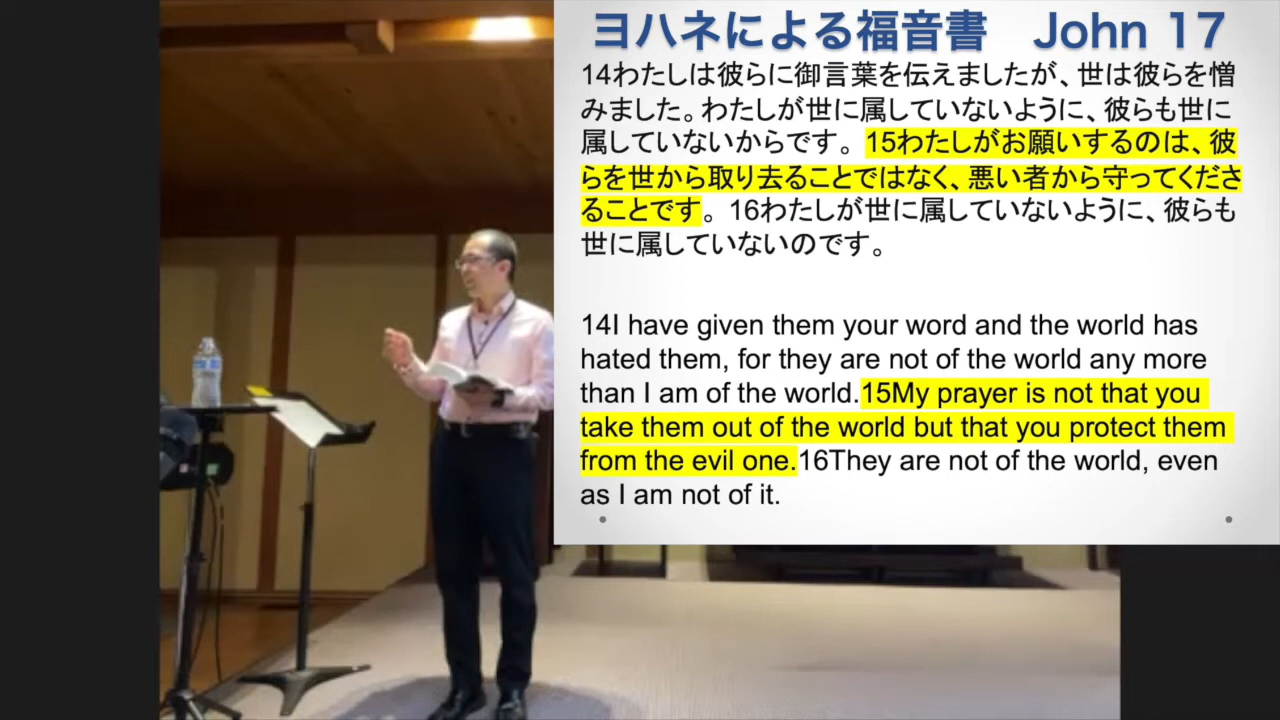 ヨハネによる福音書　John 17
14わたしは彼らに御言葉を伝えましたが、世は彼らを憎
みました。わたしが世に属していないように、彼らも世に
属していないからです。15わたしがお願いするのは、彼
らを世から取り去ることではなく、悪い者から守ってくださ
ることです。16わたしが世に属していないように、彼らも
世に属していないのです。
14I have given them your word and the world has
hated them, for they are not of the world any more
than I am of the world.15My prayer is not that you
take them out of the world but that you protect them
from the evil one.16They are not of the world, even
as I am not of it.